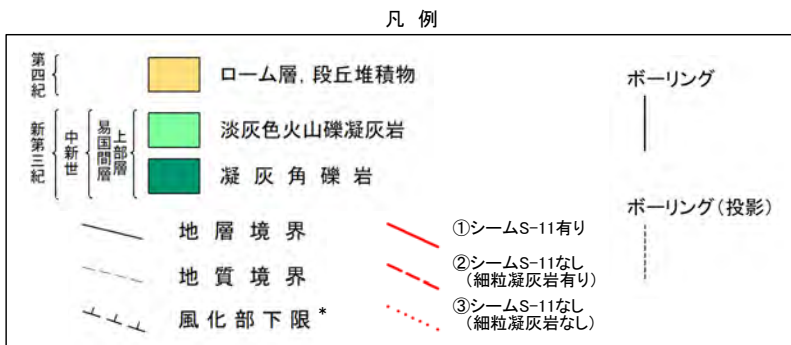 凡 例
第四紀
ローム層,段丘堆積物
新第三紀
中新世
易国間層
上部層
淡灰色火山礫凝灰岩
凝灰角礫岩
地層境界
地質境界
風化部下限*
①シームS-11有り
②シームS-11なし
(細粒凝灰岩有り)
③シームS-11なし
(細粒凝灰岩なし)
ボーリング
ボーリング(投影)